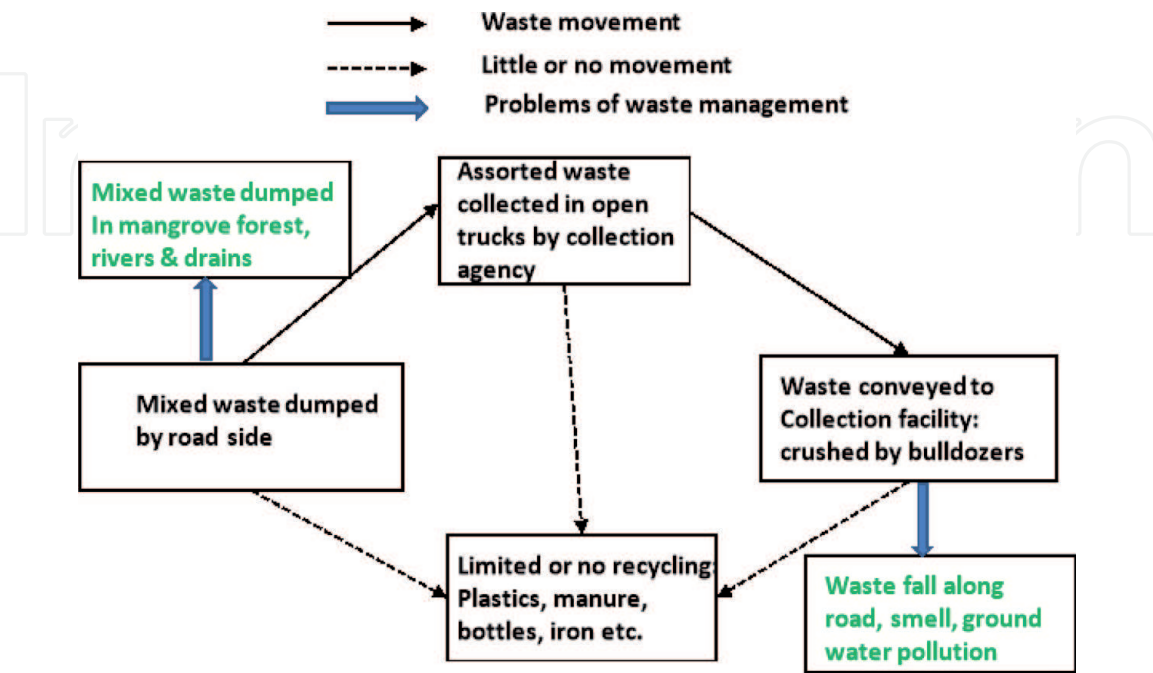 Waste movement
Little or no movement
Problems of waste management
Mixed waste dumped
In mangrove forest,
rivers & drains
Assorted waste
collected in open
trucks by collection
agency
Mixed waste dumped
by road side
Waste conveyed to
Collection facility:
crushed by bulldozers
Limited or no recycling:
Plastics, manure,
bottles, iron etc.
Waste fall along
road, smell, ground
water pollution